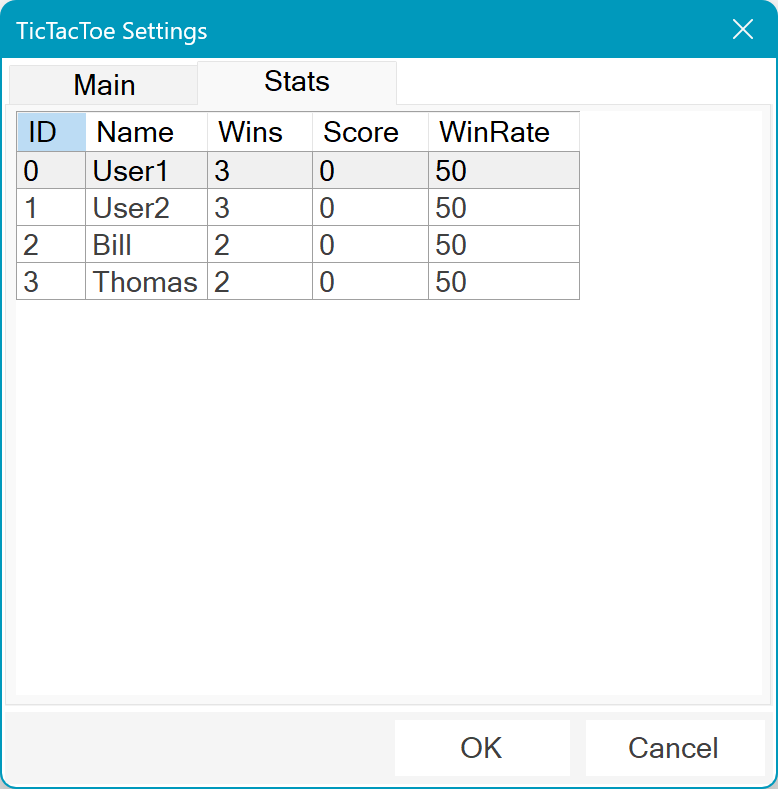 TicTacToe Settings
Main Stats
ID Name Wins Score WinRate
0 User1 3 0 50
1 User2 3 0 50
2 Bill 2 0 50
3 Thomas 2 0 50
OK Cancel